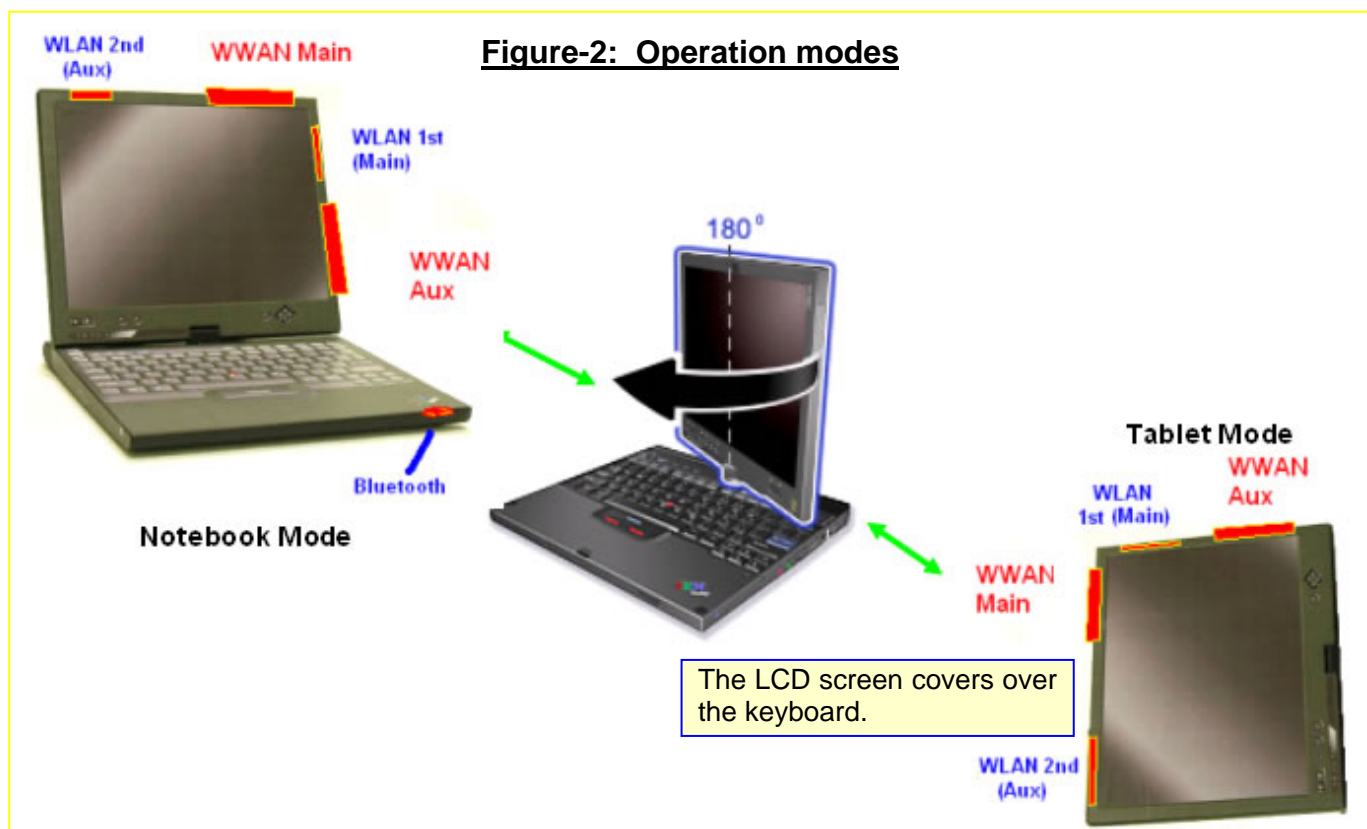 Figure-2: Operation modes
WLAN 2nd
(Aux)
WWAN Main
WLAN 1st
(Main)
WWAN
Aux
Bluetooth
Notebook Mode
180°
Tablet Mode
WWAN
Aux
WLAN
1st (Main)
WWAN
Main
The LCD screen covers over
the keyboard.
WLAN 2nd
(Aux)